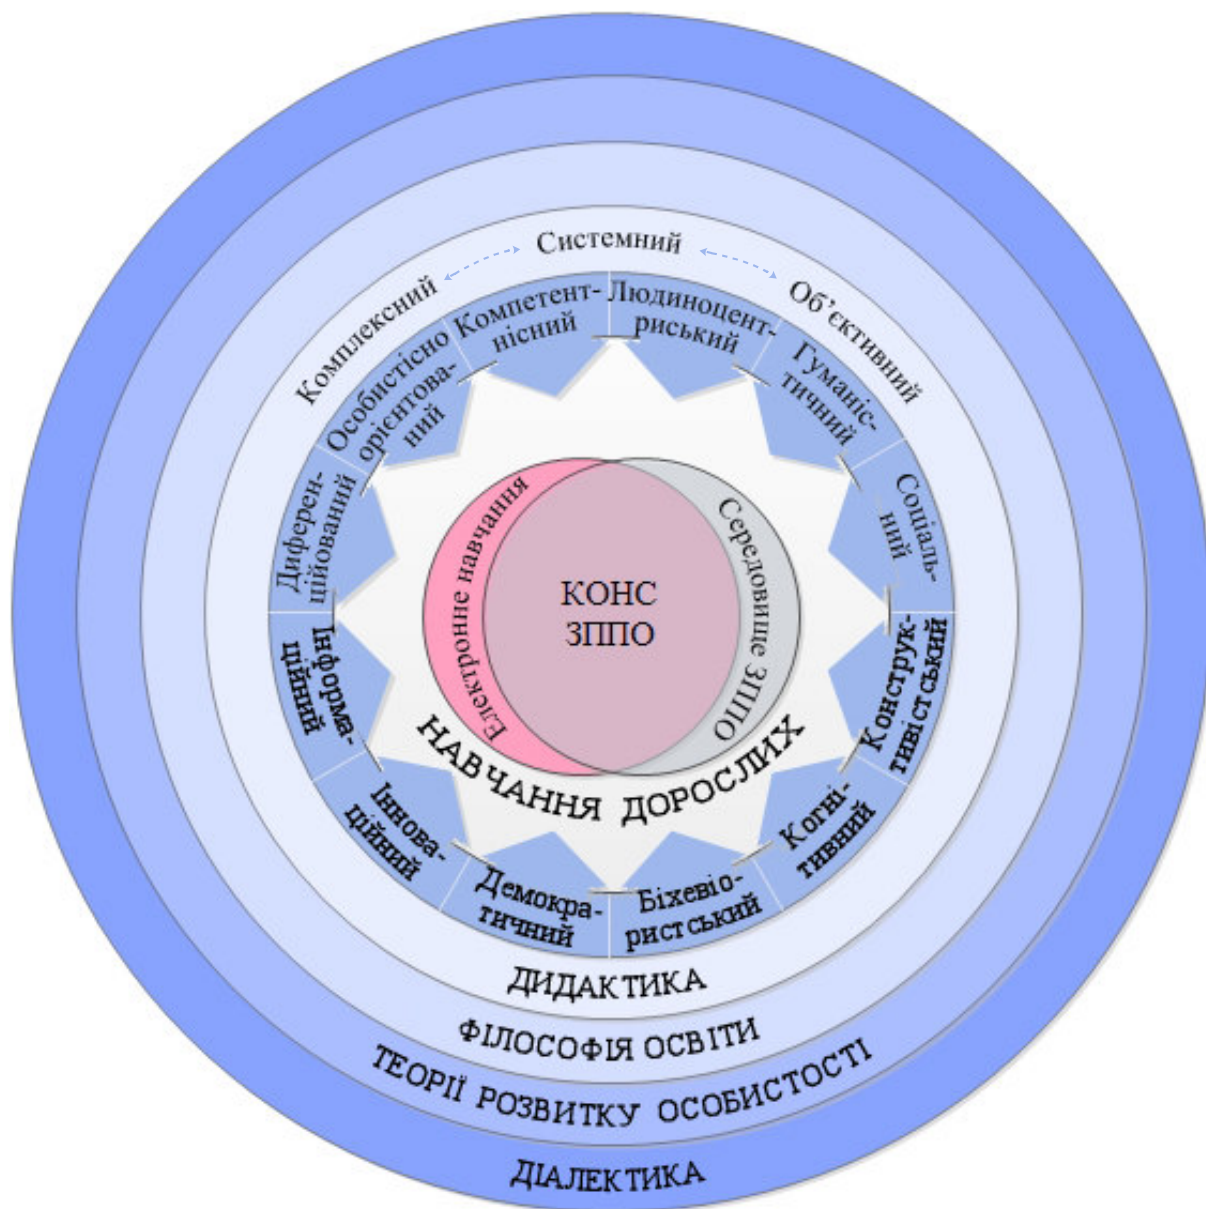 Системний
Комплексний
Об’єктивний
Компетент-
нісний
Людиноцент-
риський
Гуманіс-
тичний
Соціаль-
ний
Конструк-
тивістський
Когні-
тивний
Біхевіо-
ристський
Демокра-
тичний
Іннова-
ційний
Інформа-
ційний
Диферен-
ційований
Особистісно
орієнтова-
ний
Електронне навчання
КОНС
ЗППО
Середовище ЗППО
НАВЧАННЯ ДОРОСЛИХ
ДИДАКТИКА
ФІЛОСОФІЯ ОСВІТИ
ТЕОРІЇ РОЗВИТКУ ОСОБИСТОСТІ
ДІАЛЕКТИКА